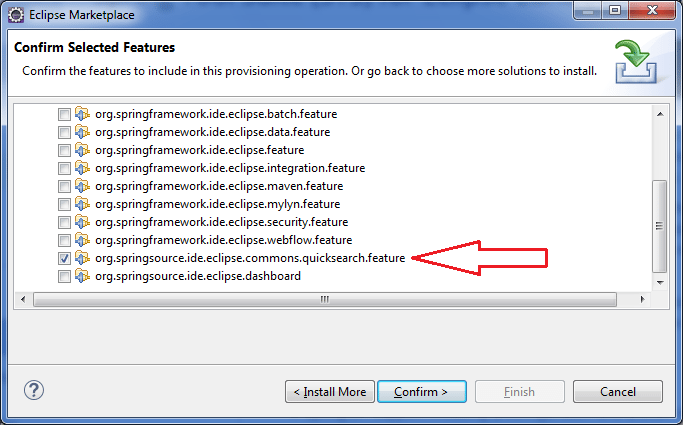 Eclipse Marketplace
Confirm Selected Features
Confirm the features to include in this provisioning operation. Or go back to choose more solutions to install.
org.springframework.ide.eclipse.batch.feature
org.springframework.ide.eclipse.data.feature
org.springframework.ide.eclipse.feature
org.springframework.ide.eclipse.integration.feature
org.springframework.ide.eclipse.maven.feature
org.springframework.ide.eclipse.mylyn.feature
org.springframework.ide.eclipse.security.feature
org.springframework.ide.eclipse.webflow.feature
org.springsource.ide.eclipse.commons.quicksearch.feature
org.springsource.ide.eclipse.dashboard
?
< Install More
Confirm >
Finish
Cancel